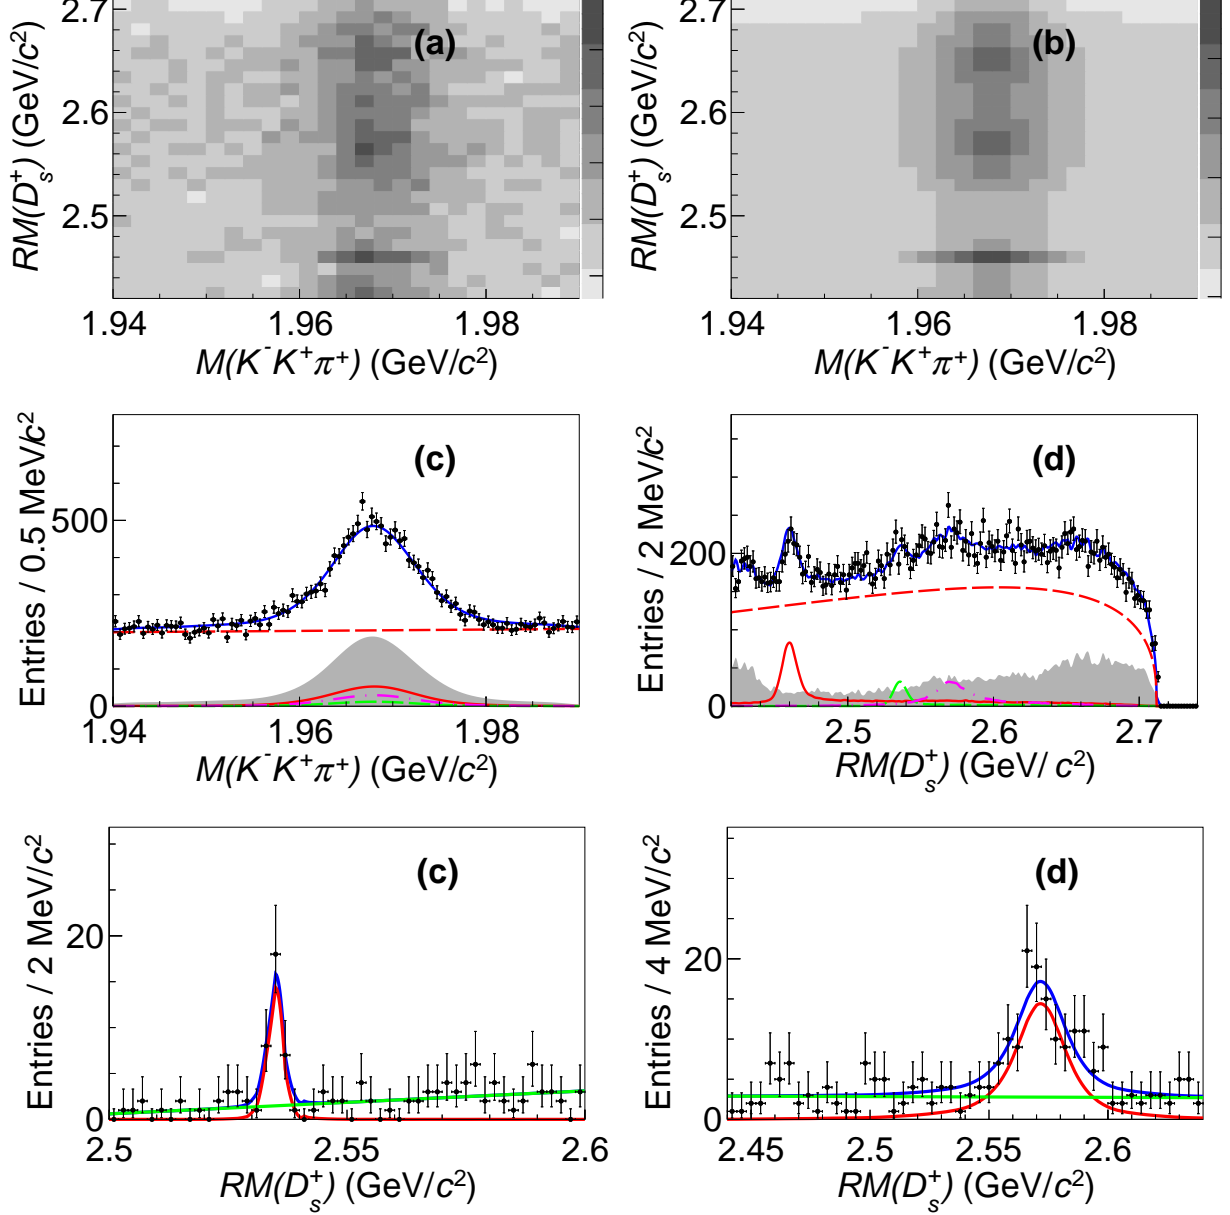 2.7
2.6
2.5
RM(D_s^+) (GeV/c^2)
(a)
1.94
1.96
1.98
M(K^-K^+π^+) (GeV/c^2)
2.7
2.6
2.5
RM(D_s^+) (GeV/c^2)
(b)
1.94
1.96
1.98
M(K^-K^+π^+) (GeV/c^2)
Entries / 0.5 MeV/c^2
500
0
(c)
1.94
1.96
1.98
M(K^-K^+π^+) (GeV/c^2)
Entries / 2 MeV/c^2
200
0
(d)
2.5
2.6
2.7
RM(D_s^+) (GeV/ c^2)
Entries / 2 MeV/c^2
20
0
(c)
2.5
2.55
2.6
RM(D_s^+) (GeV/c^2)
Entries / 4 MeV/c^2
20
0
(d)
2.45
2.5
2.55
2.6
RM(D_s^+) (GeV/c^2)